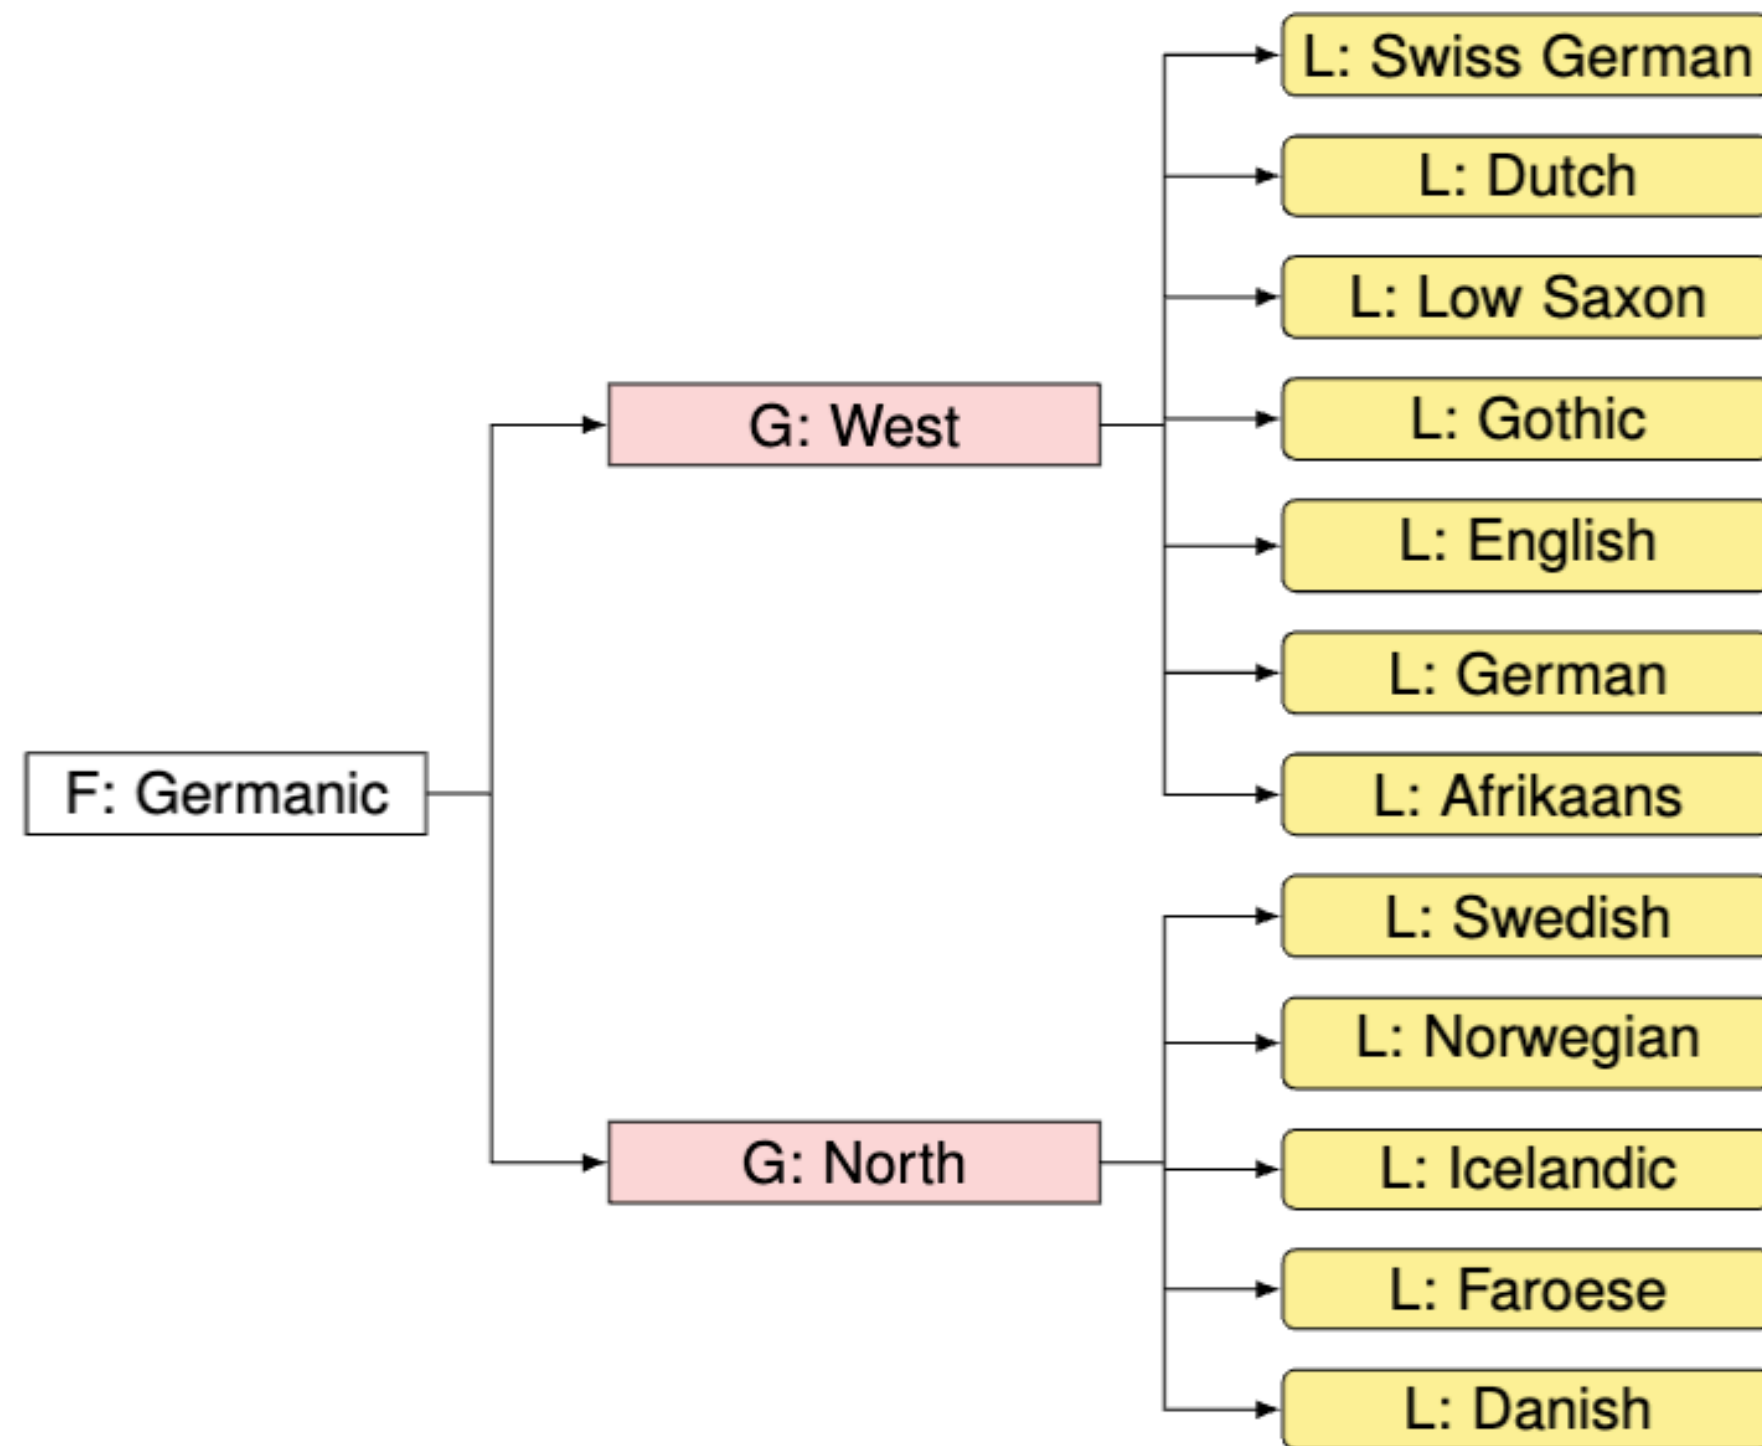 F: Germanic
G: West
L: Swiss German
L: Dutch
L: Low Saxon
L: Gothic
L: English
L: German
L: Afrikaans
G: North
L: Swedish
L: Norwegian
L: Icelandic
L: Faroese
L: Danish